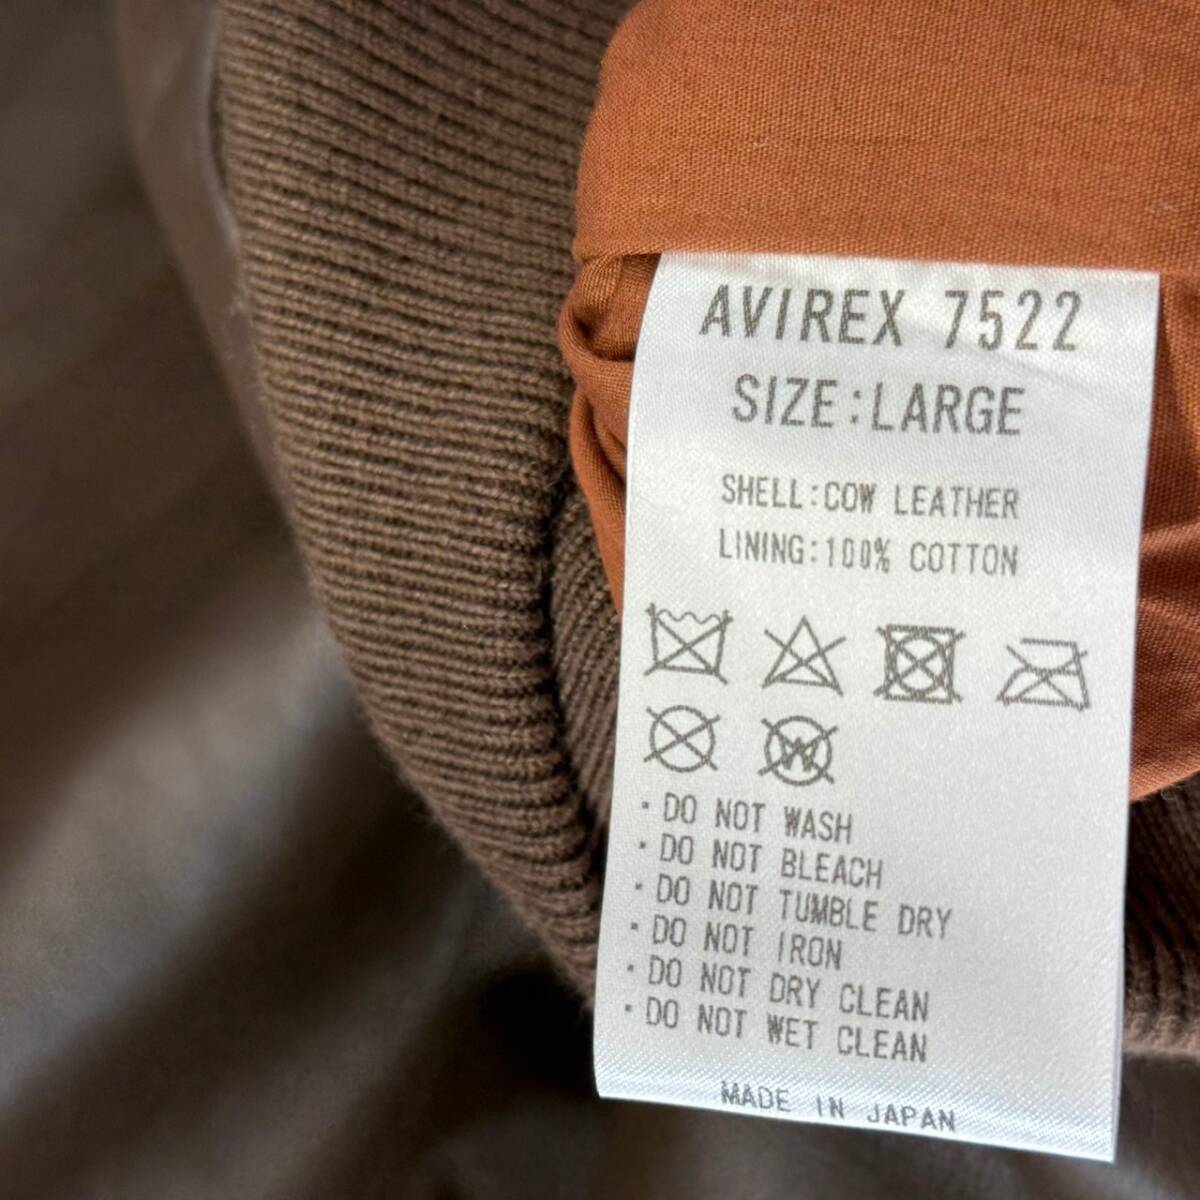 AVIREX 7522
SIZE:LARGE
SHELL:COW LEATHER
LINING:100% COTTON
W
・DO NOT WASH
・DO NOT BLEACH
・DO NOT TUMBLE DRY
・DO NOT IRON
・DO NOT DRY CLEAN
・DO NOT WET CLEAN
MADE IN JAPAN